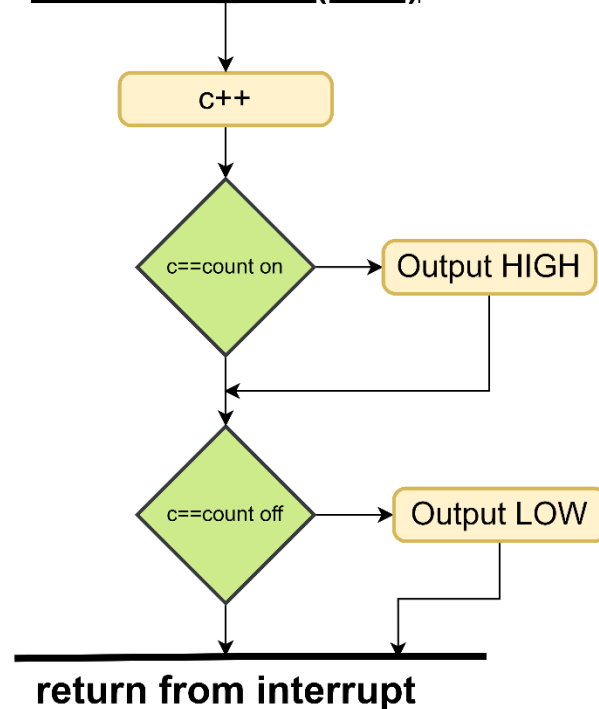 c++
c==count on
Output HIGH
c==count off
Output LOW
return from interrupt